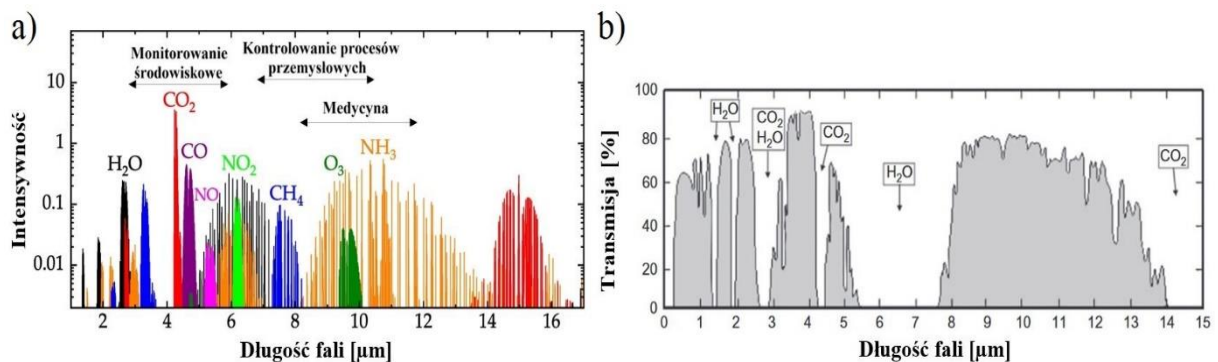 a)
Intensywność
10
1
0.1
0.01
Monitorowanie
środowiskowe
Kontrolowanie procesów
przemysłowych
Medycyna
H₂O
CO₂
CO
NO
NO₂
CH₄
O₃
NH₃
2 4 6 8 10 12 14 16
Długość fali [µm]
b)
Transmisja [%]
100
80
60
40
20
0
H₂O
CO₂
H₂O
CO₂
H₂O
CO₂
0 1 2 3 4 5 6 7 8 9 10 11 12 13 14 15
Długość fali [µm]